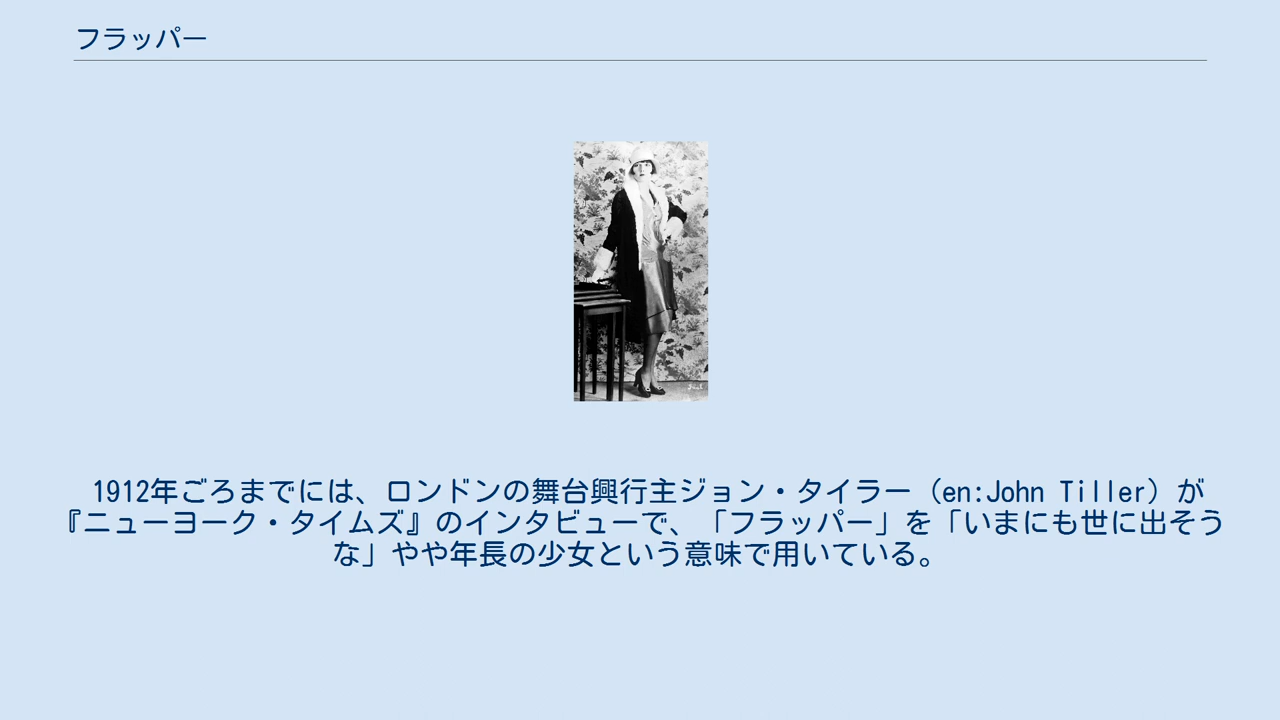 フラッパー
1912年ごろまでには、ロンドンの舞台興行主ジョン・タイラー（en:John Tiller）が
『ニューヨーク・タイムズ』のインタビューで、「フラッパー」を「いまにも世に出そう
な」やや年長の少女という意味で用いている。